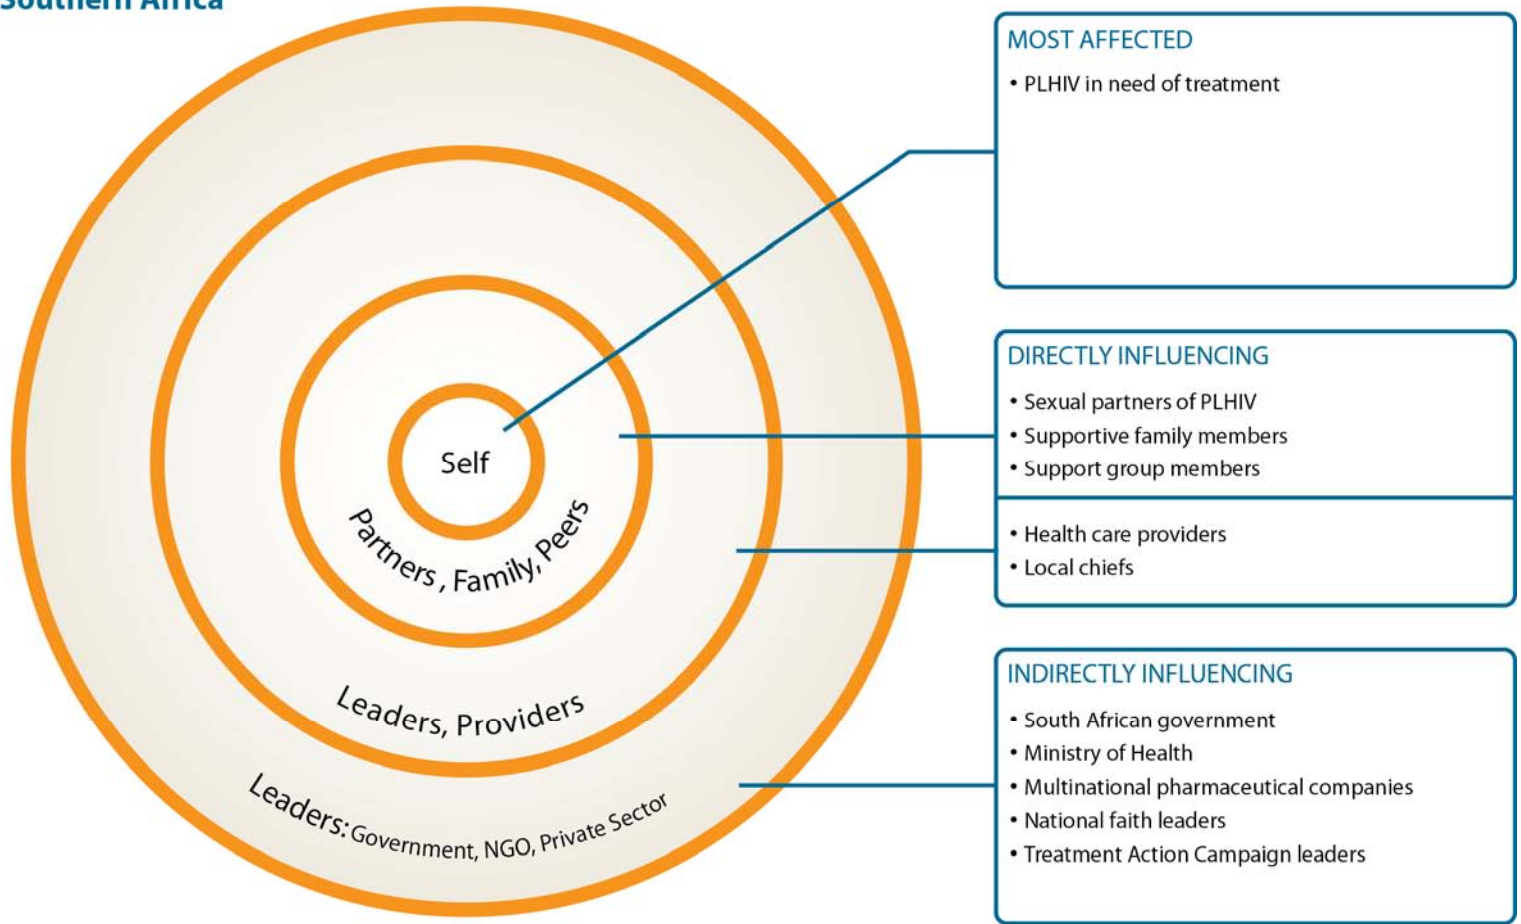 Southern Africa
Self
Partners, Family, Peers
Leaders, Providers
Leaders: Government, NGO, Private Sector
MOST AFFECTED
• PLHIV in need of treatment
DIRECTLY INFLUENCING
• Sexual partners of PLHIV
• Supportive family members
• Support group members
• Health care providers
• Local chiefs
INDIRECTLY INFLUENCING
• South African government
• Ministry of Health
• Multinational pharmaceutical companies
• National faith leaders
• Treatment Action Campaign leaders